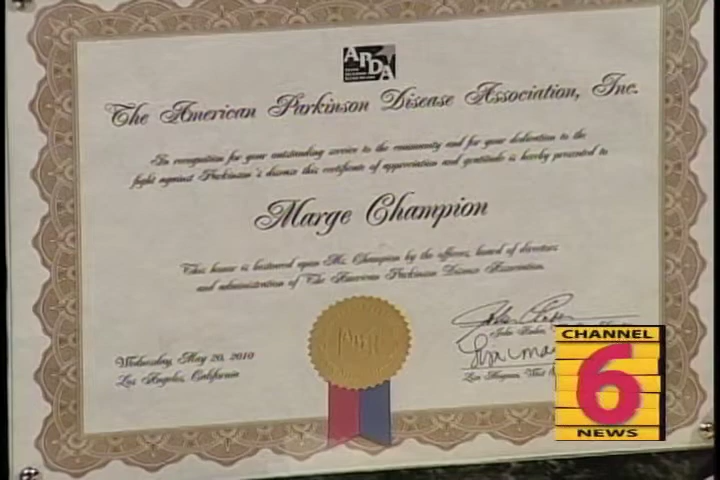 APDA
The American Parkinson Disease Association, Inc.
In recognition for your outstanding service to the community and for your dedication to the
fight against Parkinson's disease this certificate of appreciation and gratitude is hereby presented to
Marge Champion
This honor is bestowed upon Ms. Champion by the officers, board of directors
and administration of The American Parkinson Disease Association.
Wednesday, May 20, 2010
Los Angeles, California
CHANNEL
6
NEWS